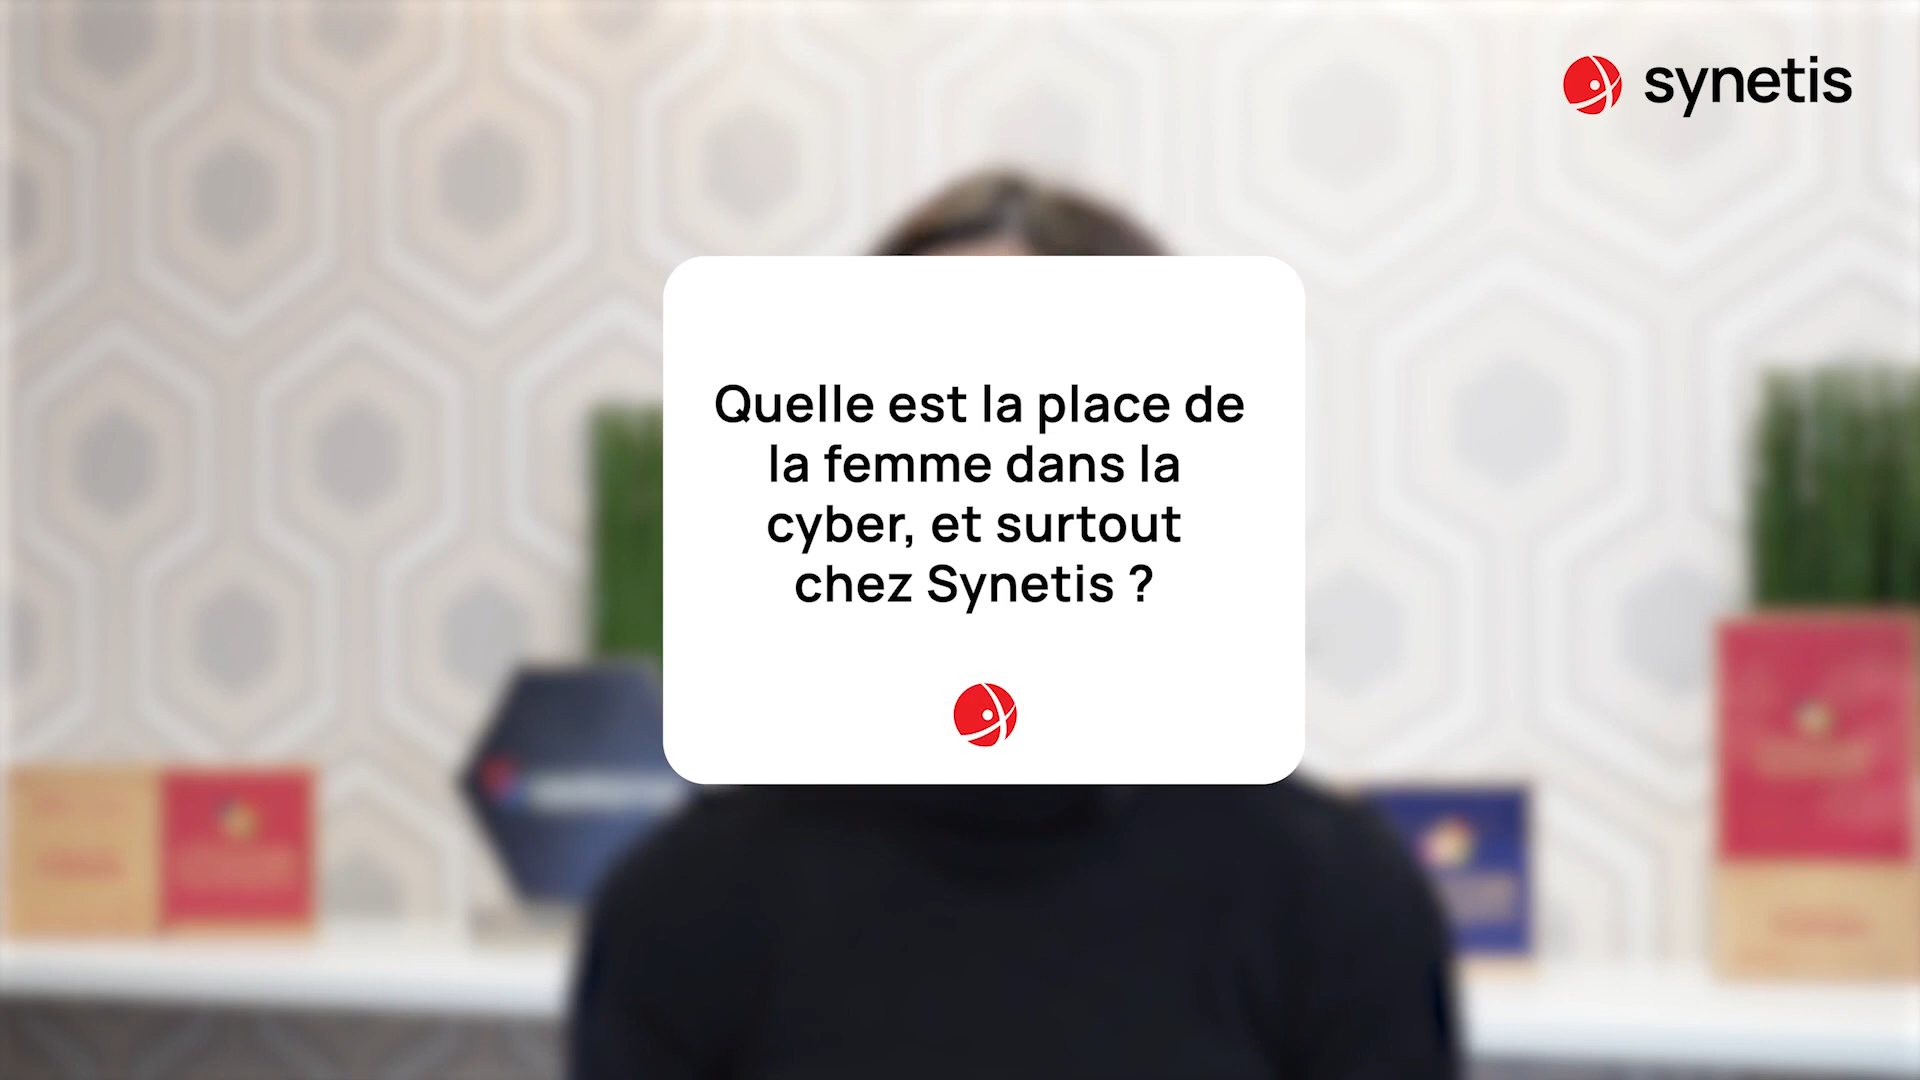 synetis
Quelle est la place de
la femme dans la
cyber, et surtout
chez Synetis ?